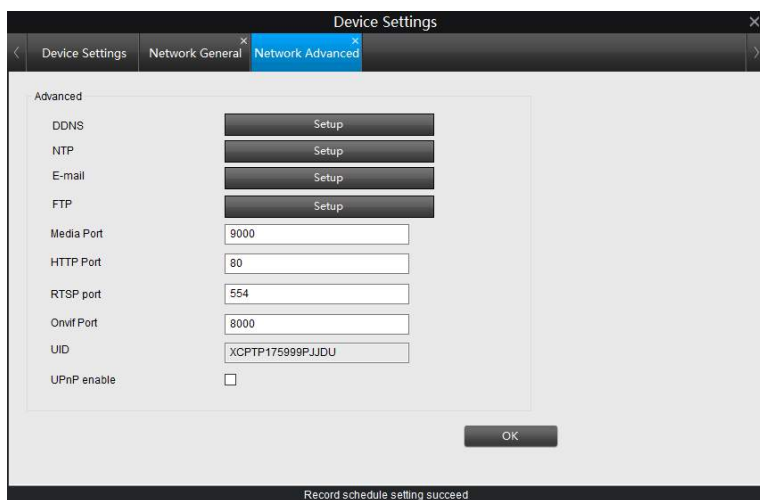 Device Settings
Device Settings
Network General
Network Advanced
Advanced
DDNS Setup
NTP Setup
E-mail Setup
FTP Setup
Media Port 9000
HTTP Port 80
RTSP port 554
Onvif Port 8000
UID XCPTP175999PJJDU
UPnP enable
OK
Record schedule setting succeed